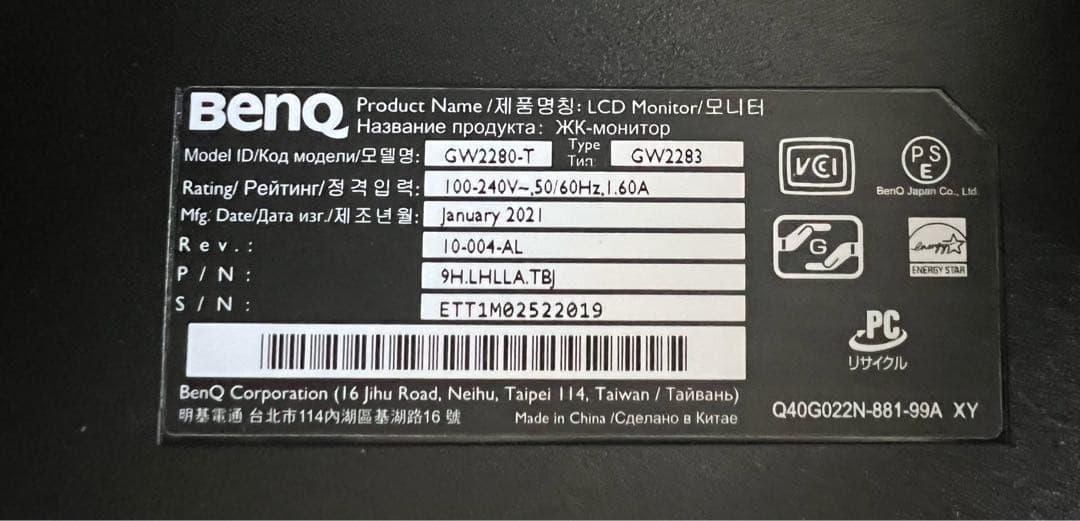 BenQ
Product Name /제품명칭: LCD Monitor/모니터
Название продукта: ЖК-монитор
Model ID/Код модели/모델명: GW2280-T Type Тип: GW2283
Rating/ Рейтинг/정격입력: 100-240V~,50/60Hz,1.60A
Mfg. Date/Дата изг./제조년월: January 2021
Rev.: 10-004-AL
P/N: 9H.LHLLA.TBJ
S/N: ETT1M02522019
BenQ Corporation (16 Jihu Road, Neihu, Taipei 114, Taiwan / Тайвань)
明基電通 台北市114內湖區基湖路16號 Made in China /Сделано в Китае
VCI
PSE
BenQ Japan Co., Ltd.
G
energy
ENERGY STAR
PC
リサイクル
Q40G022N-881-99A XY